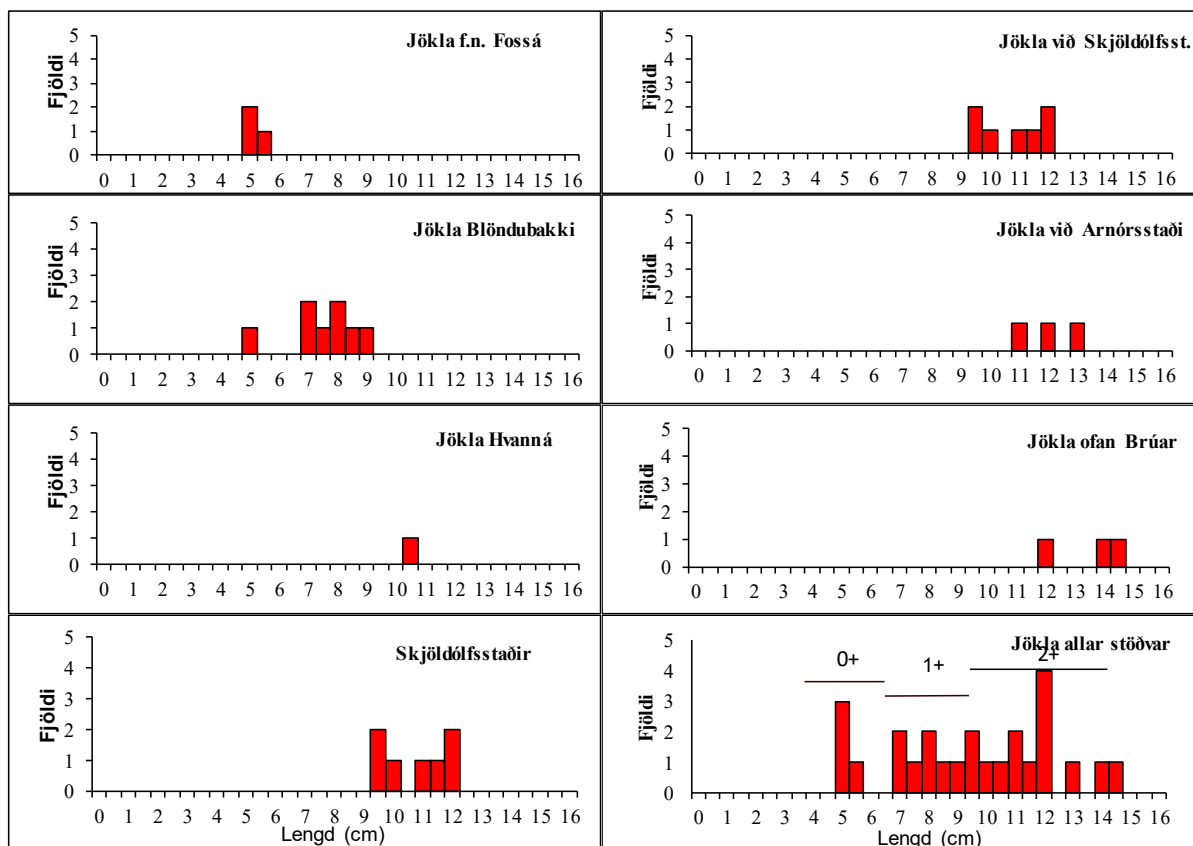 Jökla f.n. Fossá
Fjöldi
5
4
3
2
1
0
0 1 2 3 4 5 6 7 8 9 10 11 12 13 14 15 16
Jökla við Skjöldólfsst.
Fjöldi
5
4
3
2
1
0
0 1 2 3 4 5 6 7 8 9 10 11 12 13 14 15 16
Jökla Blöndubakki
Fjöldi
5
4
3
2
1
0
0 1 2 3 4 5 6 7 8 9 10 11 12 13 14 15 16
Jökla við Arnórsstaði
Fjöldi
5
4
3
2
1
0
0 1 2 3 4 5 6 7 8 9 10 11 12 13 14 15 16
Jökla Hvanná
Fjöldi
5
4
3
2
1
0
0 1 2 3 4 5 6 7 8 9 10 11 12 13 14 15 16
Jökla ofan Brúar
Fjöldi
5
4
3
2
1
0
0 1 2 3 4 5 6 7 8 9 10 11 12 13 14 15 16
Skjöldólfsstaðir
Fjöldi
5
4
3
2
1
0
0 1 2 3 4 5 6 7 8 9 10 11 12 13 14 15 16
Lengd (cm)
Jökla allar stöðvar
0+ 1+ 2+
Fjöldi
5
4
3
2
1
0
0 1 2 3 4 5 6 7 8 9 10 11 12 13 14 15 16
Lengd (cm)